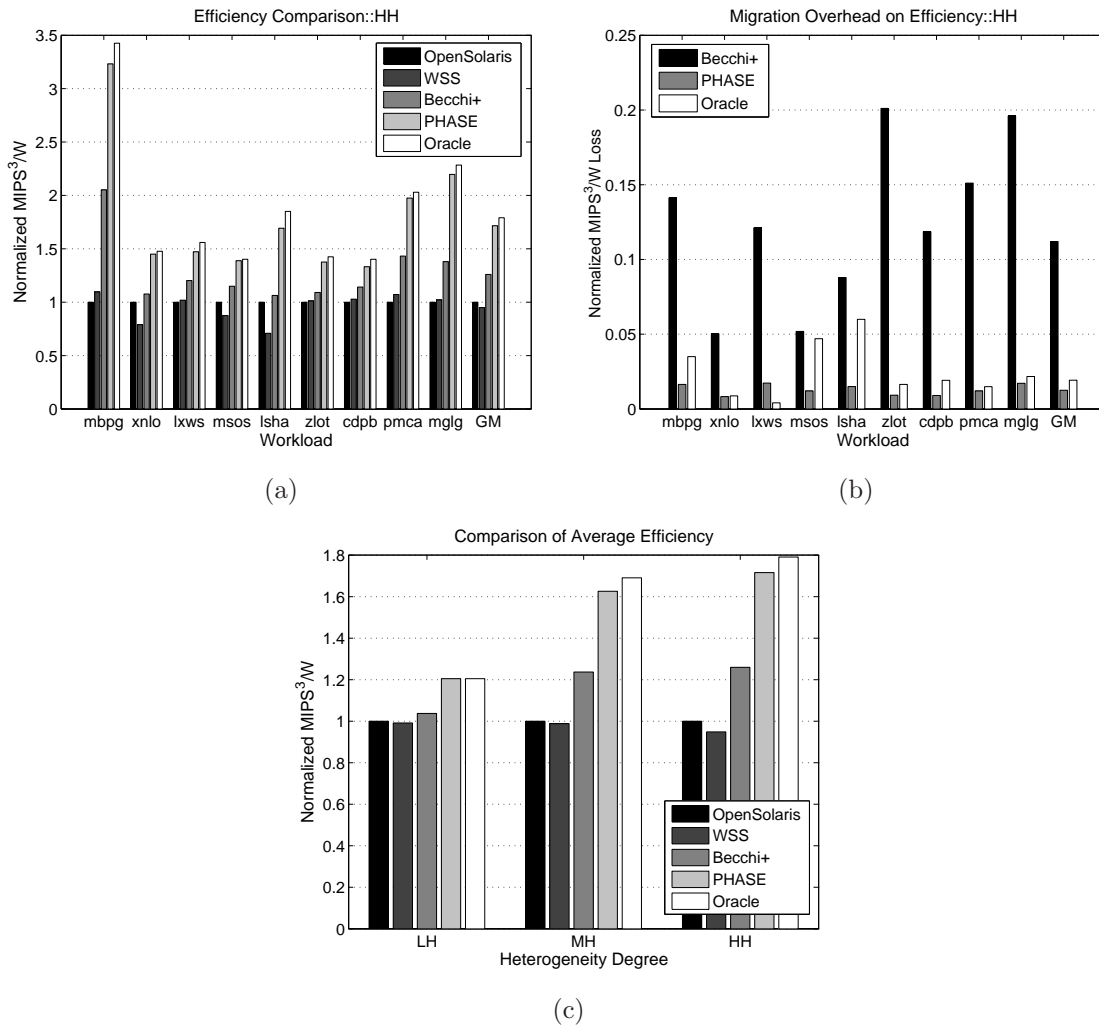 Efficiency Comparison::HH
3.5
3
2.5
2
1.5
1
0.5
0
Normalized MIPS³/W
OpenSolaris
WSS
Becchi+
PHASE
Oracle
mbpg xnlo lxws msos lsha zlot cdpb pmca mglg GM
Workload
(a)
Migration Overhead on Efficiency::HH
0.25
0.2
0.15
0.1
0.05
0
Normalized MIPS³/W Loss
Becchi+
PHASE
Oracle
mbpg xnlo lxws msos lsha zlot cdpb pmca mglg GM
Workload
(b)
Comparison of Average Efficiency
1.8
1.6
1.4
1.2
1
0.8
0.6
0.4
0.2
0
Normalized MIPS³/W
OpenSolaris
WSS
Becchi+
PHASE
Oracle
LH MH HH
Heterogeneity Degree
(c)